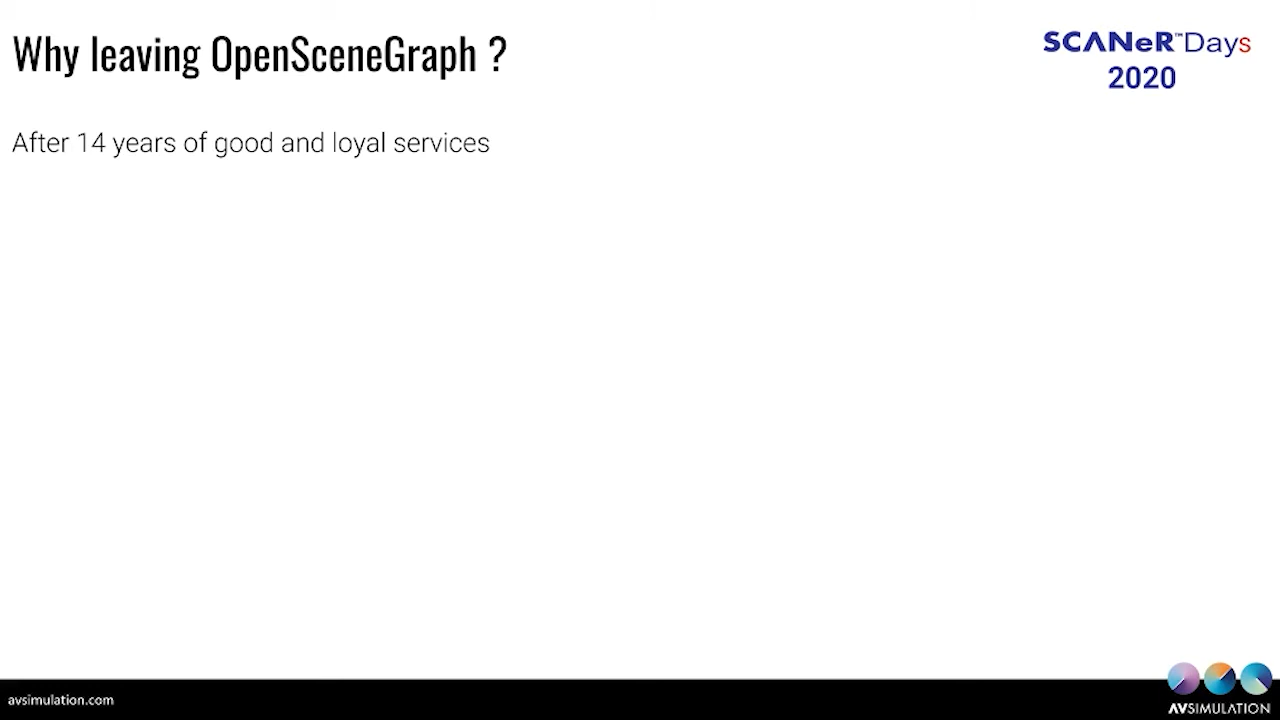 Why leaving OpenSceneGraph ?
SCANeR™Days
2020
After 14 years of good and loyal services
avsimulation.com
AVSIMULATION